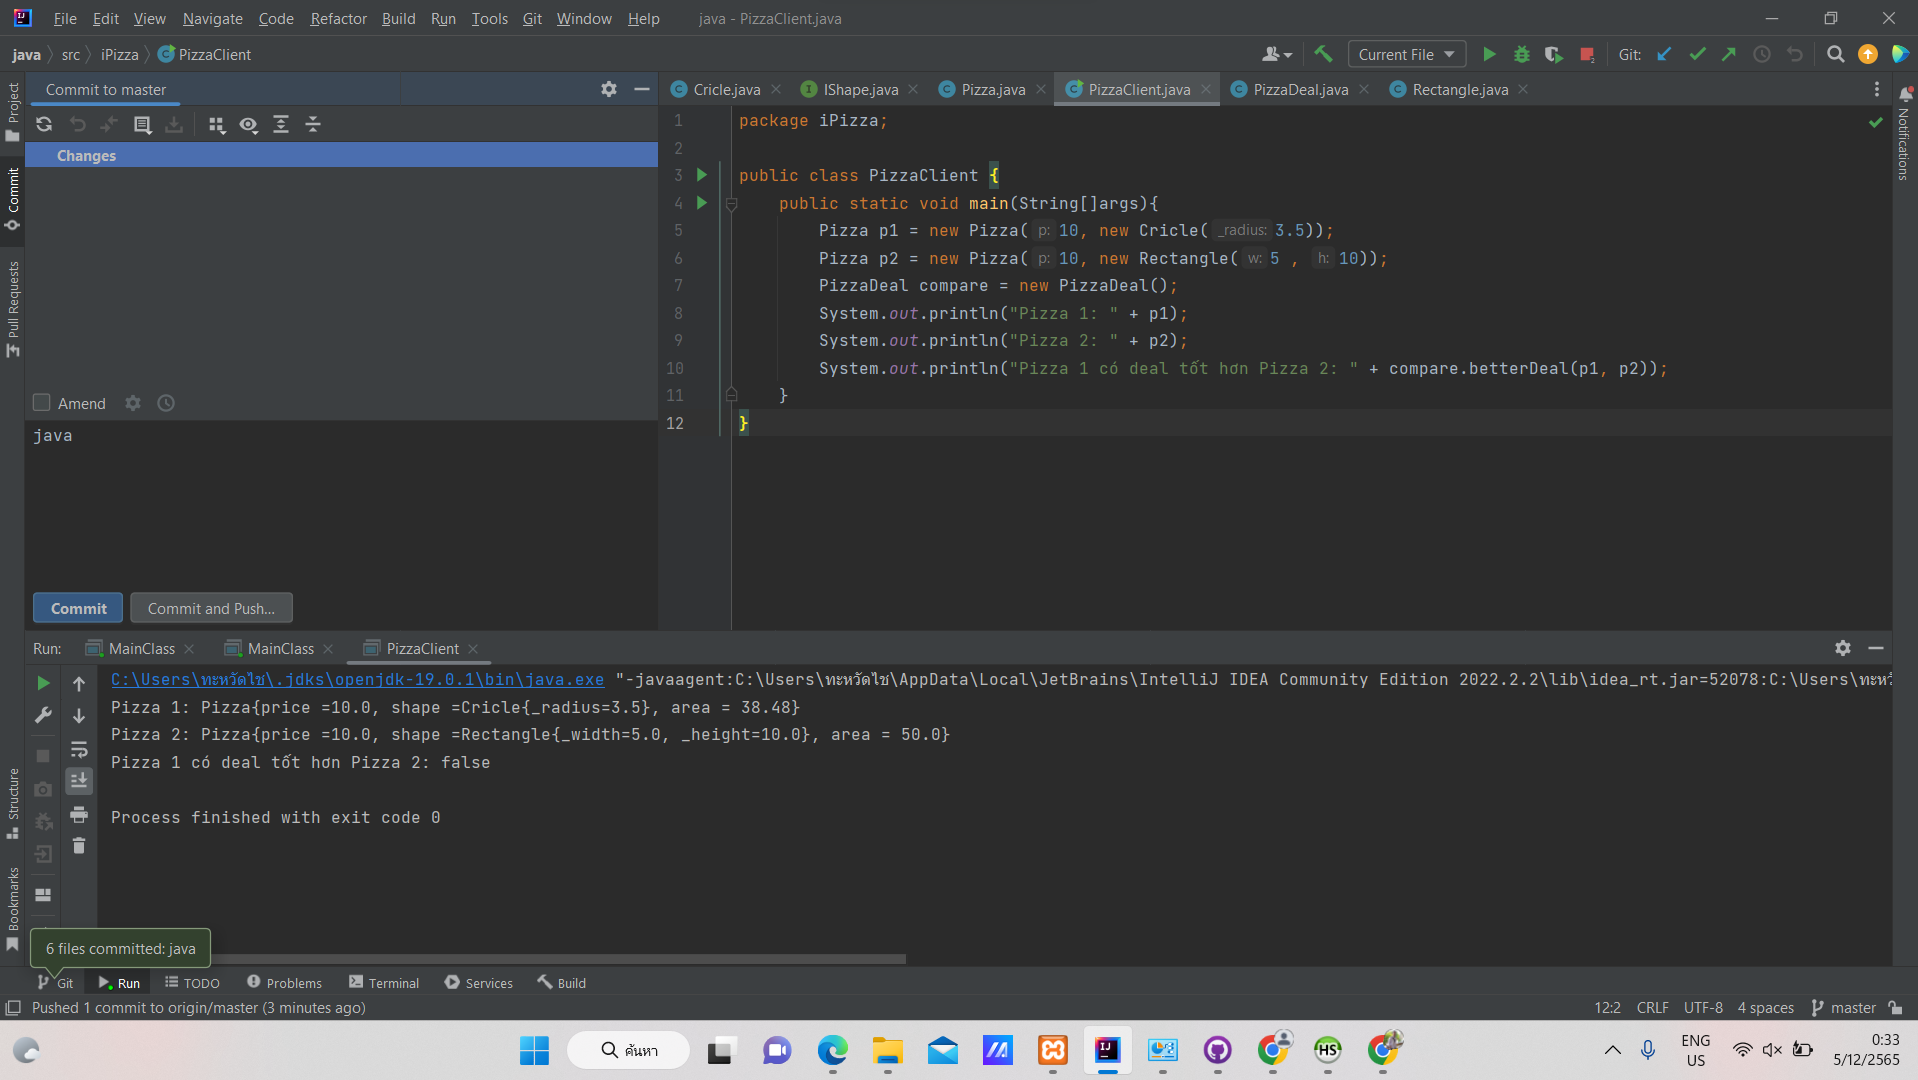 File Edit View Navigate Code Refactor Build Run Tools Git Window Help java - PizzaClient.java
java src iPizza PizzaClient Current File Git:
Project
Commit
Pull Requests
Structure
Bookmarks
Notifications
Commit to master
Changes
Amend
java
Commit Commit and Push...
Cricle.java IShape.java Pizza.java PizzaClient.java PizzaDeal.java Rectangle.java
1 package iPizza;
2
3 public class PizzaClient {
4 public static void main(String[]args){
5 Pizza p1 = new Pizza( p: 10, new Cricle( _radius: 3.5));
6 Pizza p2 = new Pizza( p: 10, new Rectangle( w: 5 , h: 10));
7 PizzaDeal compare = new PizzaDeal();
8 System.out.println("Pizza 1: " + p1);
9 System.out.println("Pizza 2: " + p2);
10 System.out.println("Pizza 1 có deal tốt hơn Pizza 2: " + compare.betterDeal(p1, p2));
11 }
12 }
Run: MainClass MainClass PizzaClient
C:\Users\ทะหวัดไช\.jdks\openjdk-19.0.1\bin\java.exe "-javaagent:C:\Users\ทะหวัดไช\AppData\Local\JetBrains\IntelliJ IDEA Community Edition 2022.2.2\lib\idea_rt.jar=52078:C:\Users\ทะหวั
Pizza 1: Pizza{price =10.0, shape =Cricle{_radius=3.5}, area = 38.48}
Pizza 2: Pizza{price =10.0, shape =Rectangle{_width=5.0, _height=10.0}, area = 50.0}
Pizza 1 có deal tốt hơn Pizza 2: false
Process finished with exit code 0
6 files committed: java
Git Run TODO Problems Terminal Services Build
Pushed 1 commit to origin/master (3 minutes ago) 12:2 CRLF UTF-8 4 spaces master
ค้นหา
ENG
US
0:33
5/12/2565